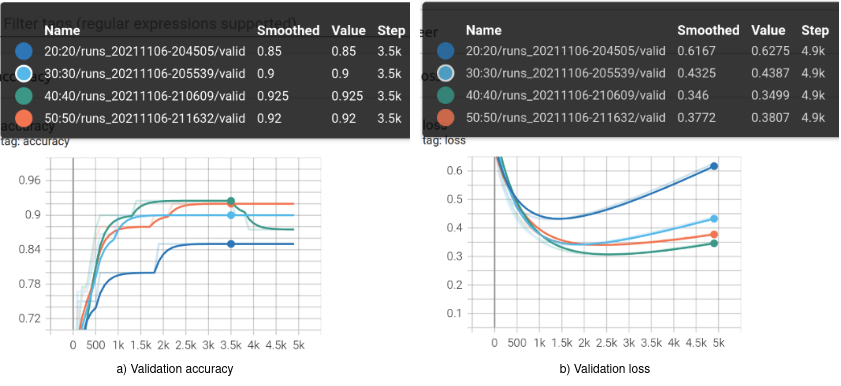 Filter tags (regular expressions supported)
Name Smoothed Value Step
20:20/runs_20211106-204505/valid 0.85 0.85 3.5k
30:30/runs_20211106-205539/valid 0.9 0.9 3.5k
40:40/runs_20211106-210609/valid 0.925 0.925 3.5k
50:50/runs_20211106-211632/valid 0.92 0.92 3.5k
accuracy
tag: accuracy
0.96
0.9
0.84
0.78
0.72
0 500 1k 1.5k 2k 2.5k 3k 3.5k 4k 4.5k 5k
a) Validation accuracy
Name Smoothed Value Step
20:20/runs_20211106-204505/valid 0.6167 0.6275 4.9k
30:30/runs_20211106-205539/valid 0.4325 0.4387 4.9k
40:40/runs_20211106-210609/valid 0.346 0.3499 4.9k
50:50/runs_20211106-211632/valid 0.3772 0.3807 4.9k
loss
tag: loss
0.6
0.5
0.4
0.3
0.2
0.1
0 500 1k 1.5k 2k 2.5k 3k 3.5k 4k 4.5k 5k
b) Validation loss